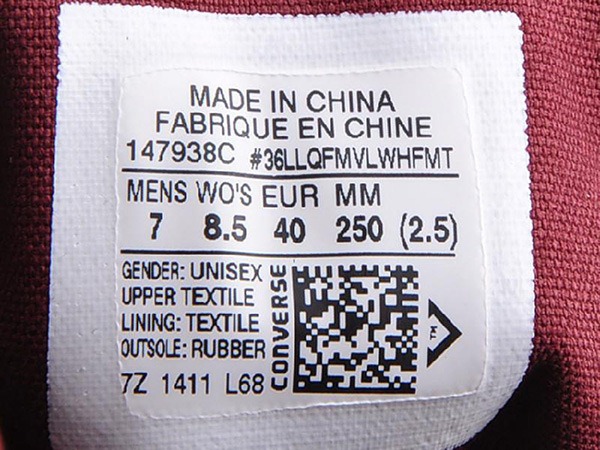 MADE IN CHINA
FABRIQUE EN CHINE
147938C #36LLQFMVLWHFMT
MENS WO'S EUR MM
7 8.5 40 250 (2.5)
GENDER: UNISEX
UPPER TEXTILE
LINING: TEXTILE
OUTSOLE: RUBBER
7Z 1411 L68
CONVERSE
TM